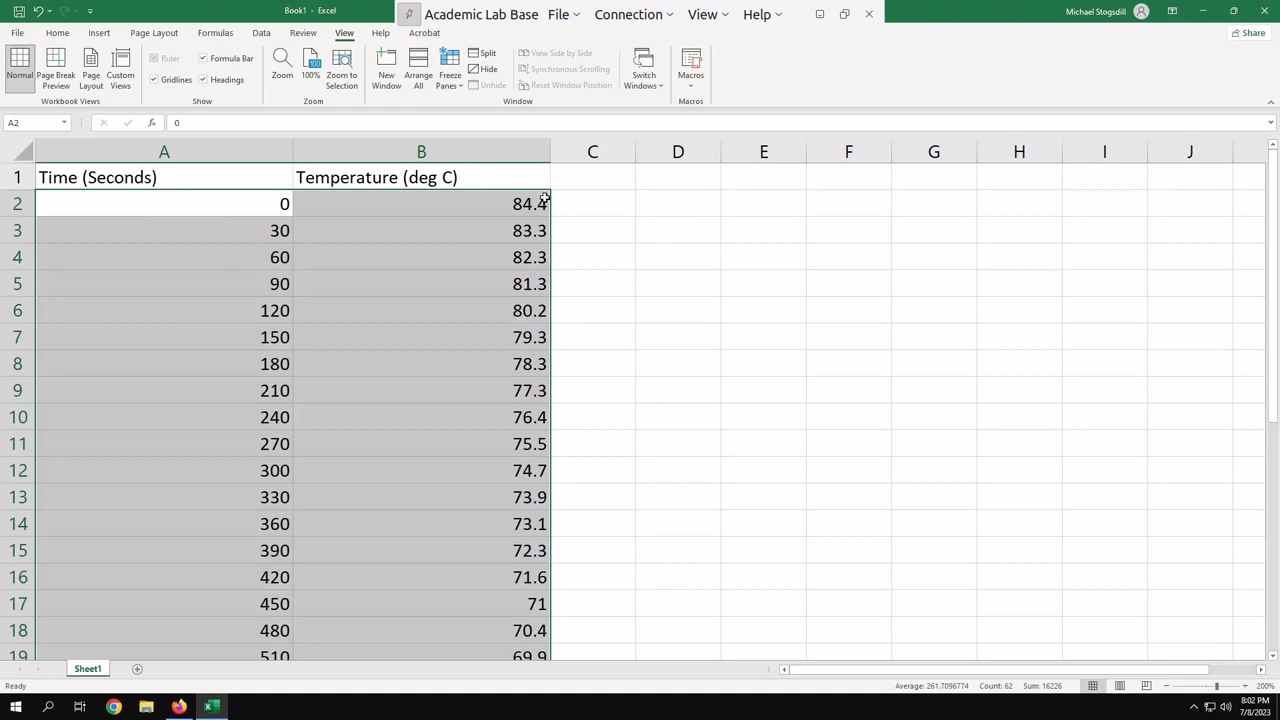 Book1 - Excel
Academic Lab Base File Connection View Help
Michael Stogsdill
File Home Insert Page Layout Formulas Data Review View Help Acrobat
Share
Normal Page Break Preview Page Layout Custom Views
Workbook Views
Ruler Formula Bar
Gridlines Headings
Show
Zoom 100% Zoom to Selection
Zoom
New Window Arrange All Freeze Panes
Split
Hide
Unhide
View Side by Side
Synchronous Scrolling
Reset Window Position
Switch Windows
Window
Macros
Macros
A2 fx 0
A B C D E F G H I J
1 Time (Seconds) Temperature (deg C)
2 0 84.4
3 30 83.3
4 60 82.3
5 90 81.3
6 120 80.2
7 150 79.3
8 180 78.3
9 210 77.3
10 240 76.4
11 270 75.5
12 300 74.7
13 330 73.9
14 360 73.1
15 390 72.3
16 420 71.6
17 450 71
18 480 70.4
19 510 69.9
Sheet1
Ready Average: 261.7096774 Count: 62 Sum: 16226 200%
8:02 PM
7/8/2023